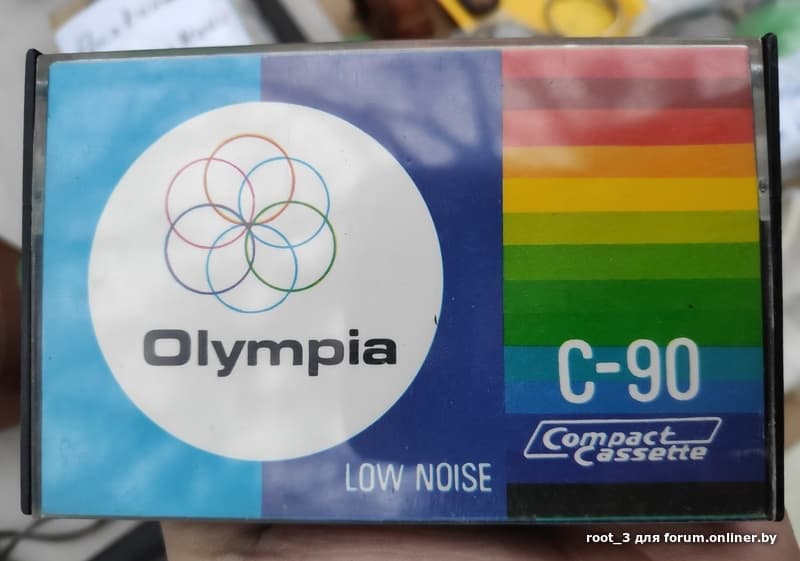 Olympia
LOW NOISE
C-90
Compact
Cassette
root_3 для forum.onliner.by